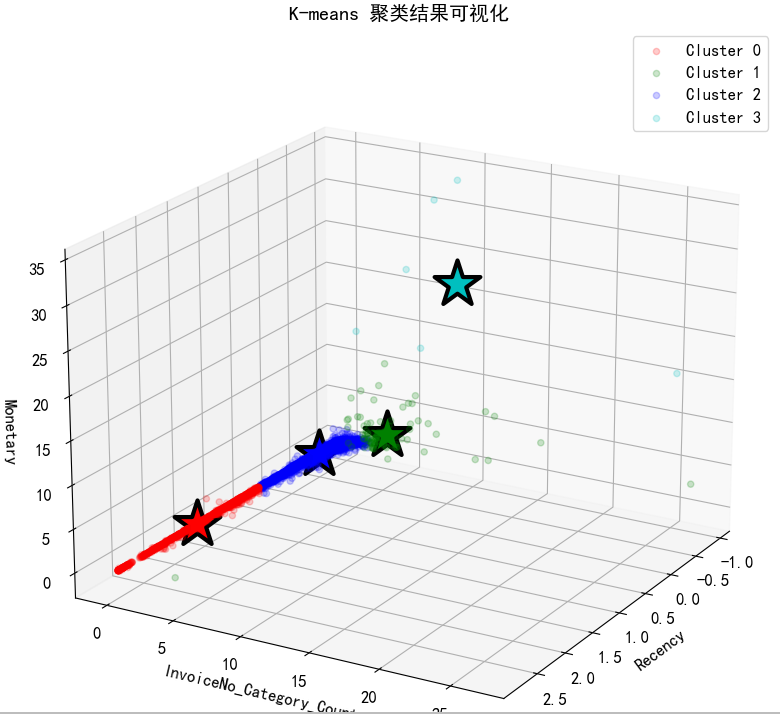 K-means 聚类结果可视化
Cluster 0
Cluster 1
Cluster 2
Cluster 3
35
30
25
20
15
10
5
0
Monetary
0
5
10
15
20
InvoiceNo_Category_Count
-1.0
-0.5
0.0
0.5
1.0
1.5
2.0
2.5
Recency